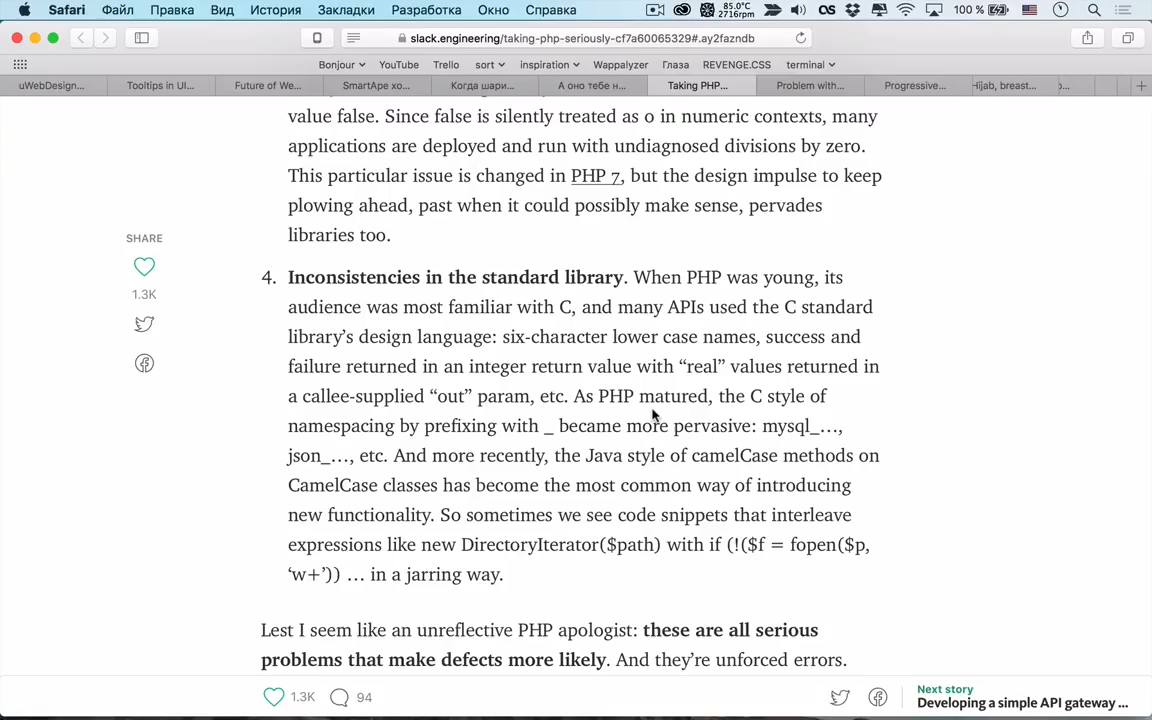 Safari Файл Правка Вид История Закладки Разработка Окно Справка 85.0°C 2716rpm 100 %
slack.engineering/taking-php-seriously-cf7a60065329#.ay2fazndb
Bonjour YouTube Trello sort inspiration Wappalyzer Глаза REVENGE.CSS terminal
uWebDesign... Tooltips in UI... Future of We... SmartApe хо... Когда шари... А оно тебе н... Taking PHP... Problem with... Progressive... Hijab, breast...
value false. Since false is silently treated as 0 in numeric contexts, many
applications are deployed and run with undiagnosed divisions by zero.
This particular issue is changed in PHP 7, but the design impulse to keep
plowing ahead, past when it could possibly make sense, pervades
libraries too.
SHARE
1.3K
4. Inconsistencies in the standard library. When PHP was young, its
audience was most familiar with C, and many APIs used the C standard
library’s design language: six-character lower case names, success and
failure returned in an integer return value with “real” values returned in
a callee-supplied “out” param, etc. As PHP matured, the C style of
namespacing by prefixing with _ became more pervasive: mysql_…,
json_…, etc. And more recently, the Java style of camelCase methods on
CamelCase classes has become the most common way of introducing
new functionality. So sometimes we see code snippets that interleave
expressions like new DirectoryIterator($path) with if (!($f = fopen($p,
‘w+’)) … in a jarring way.
Lest I seem like an unreflective PHP apologist: these are all serious
problems that make defects more likely. And they’re unforced errors.
1.3K 94
Next story
Developing a simple API gateway ...